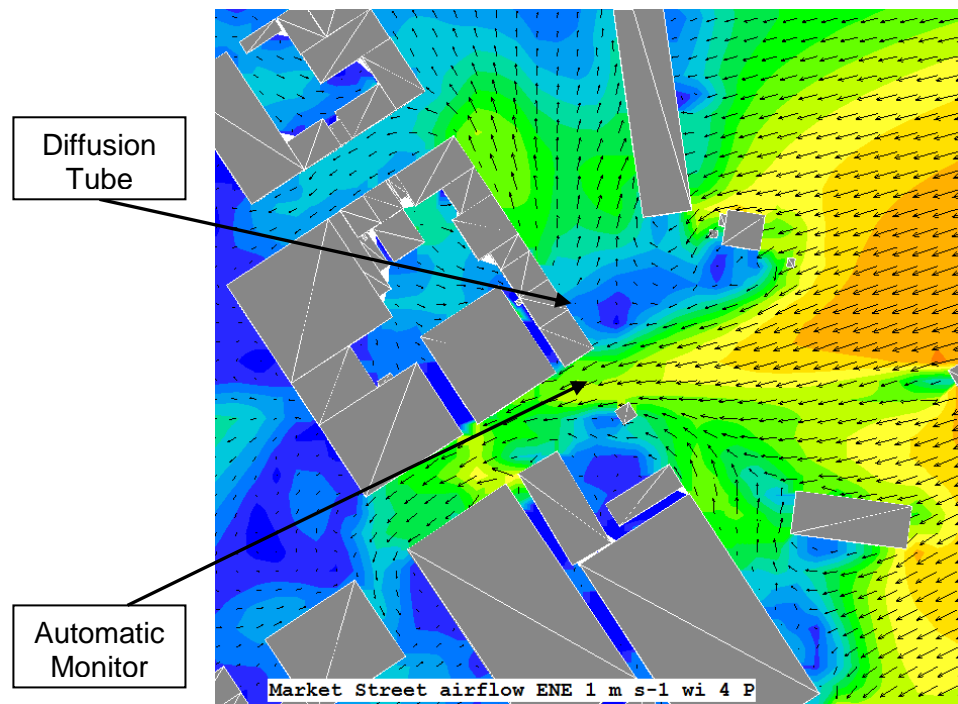 Diffusion
Tube
Automatic
Monitor
Market Street airflow ENE 1 m s-1 wi 4 P